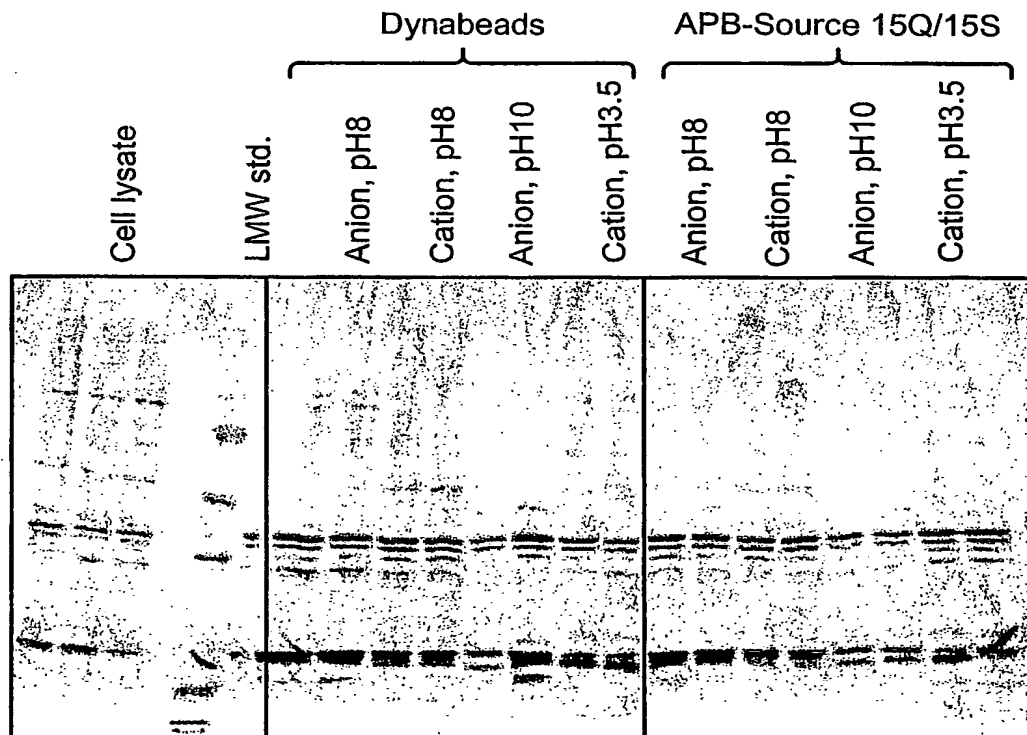 Dynabeads
APB-Source 15Q/15S
Cell lysate
LMW std.
Anion, pH8
Cation, pH8
Anion, pH10
Cation, pH3.5
Anion, pH8
Cation, pH8
Anion, pH10
Cation, pH3.5